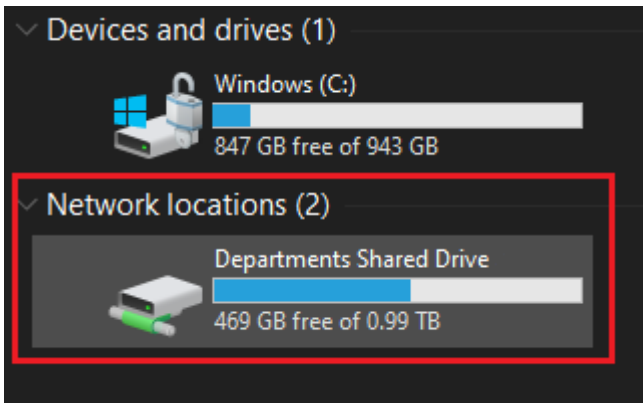 Devices and drives (1)
Windows (C:)
847 GB free of 943 GB
Network locations (2)
Departments Shared Drive
469 GB free of 0.99 TB